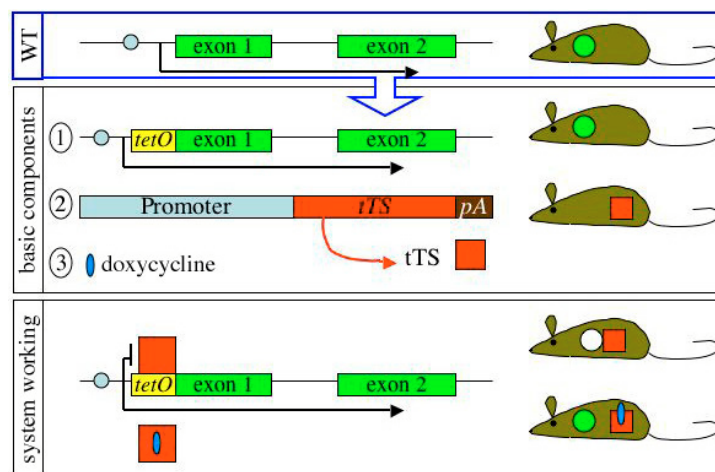 WT
exon 1 exon 2
basic components
1 tetO exon 1 exon 2
2 Promoter tTS pA
tTS
3 doxycycline
system working
tetO exon 1 exon 2